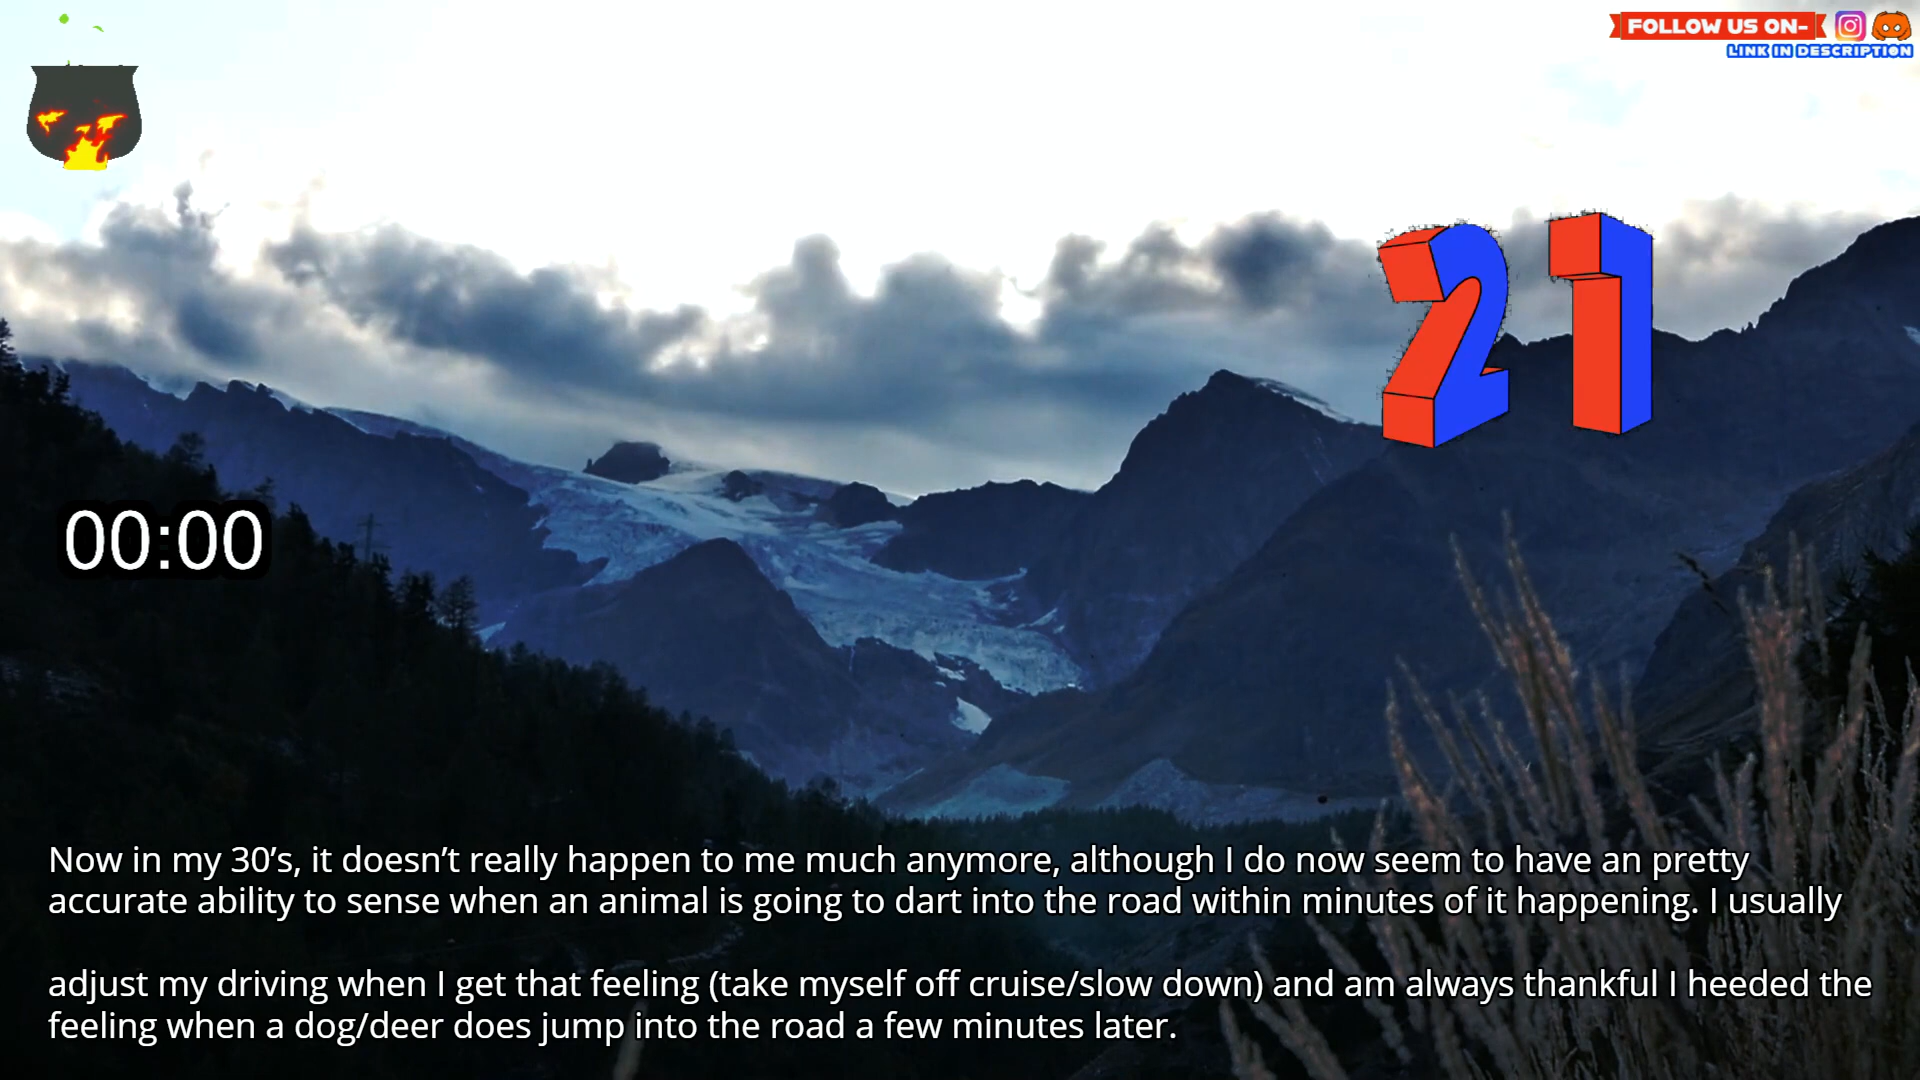 FOLLOW US ON-
LINK IN DESCRIPTION
21
00:00
Now in my 30’s, it doesn’t really happen to me much anymore, although I do now seem to have an pretty
accurate ability to sense when an animal is going to dart into the road within minutes of it happening. I usually
adjust my driving when I get that feeling (take myself off cruise/slow down) and am always thankful I heeded the
feeling when a dog/deer does jump into the road a few minutes later.